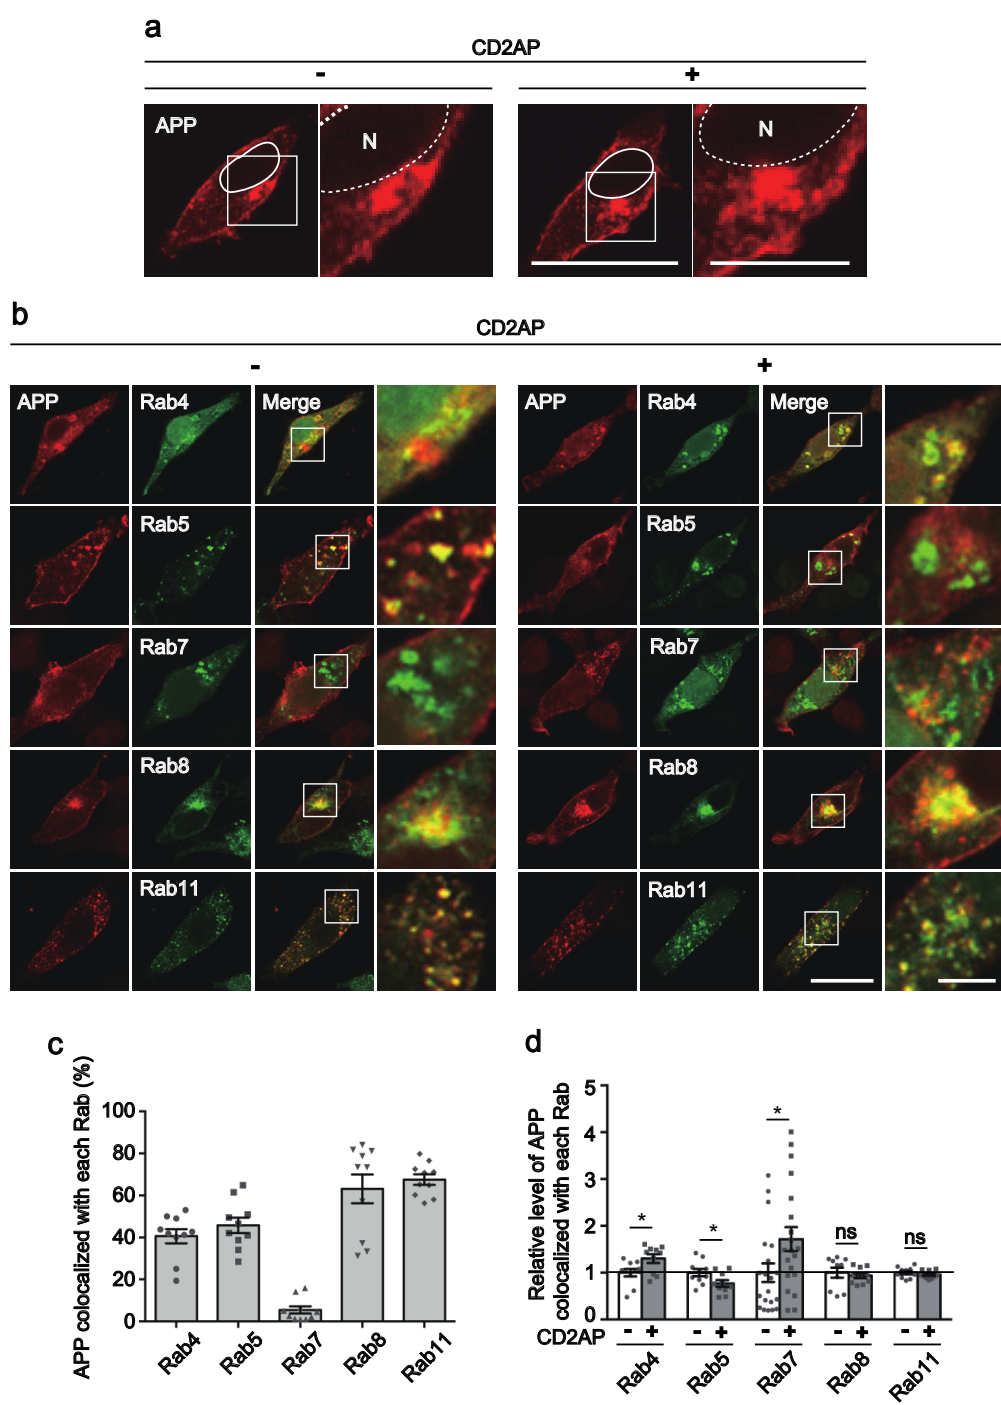 a
CD2AP
- +
APP N N
b
CD2AP
- +
APP Rab4 Merge APP Rab4 Merge
Rab5 Rab5
Rab7 Rab7
Rab8 Rab8
Rab11 Rab11
c
APP colocalized with each Rab (%)
100
80
60
40
20
0
Rab4 Rab5 Rab7 Rab8 Rab11
d
Relative level of APP
colocalized with each Rab
5
4
3
2
1
0
* * * ns ns
CD2AP - + - + - + - + - +
Rab4 Rab5 Rab7 Rab8 Rab11